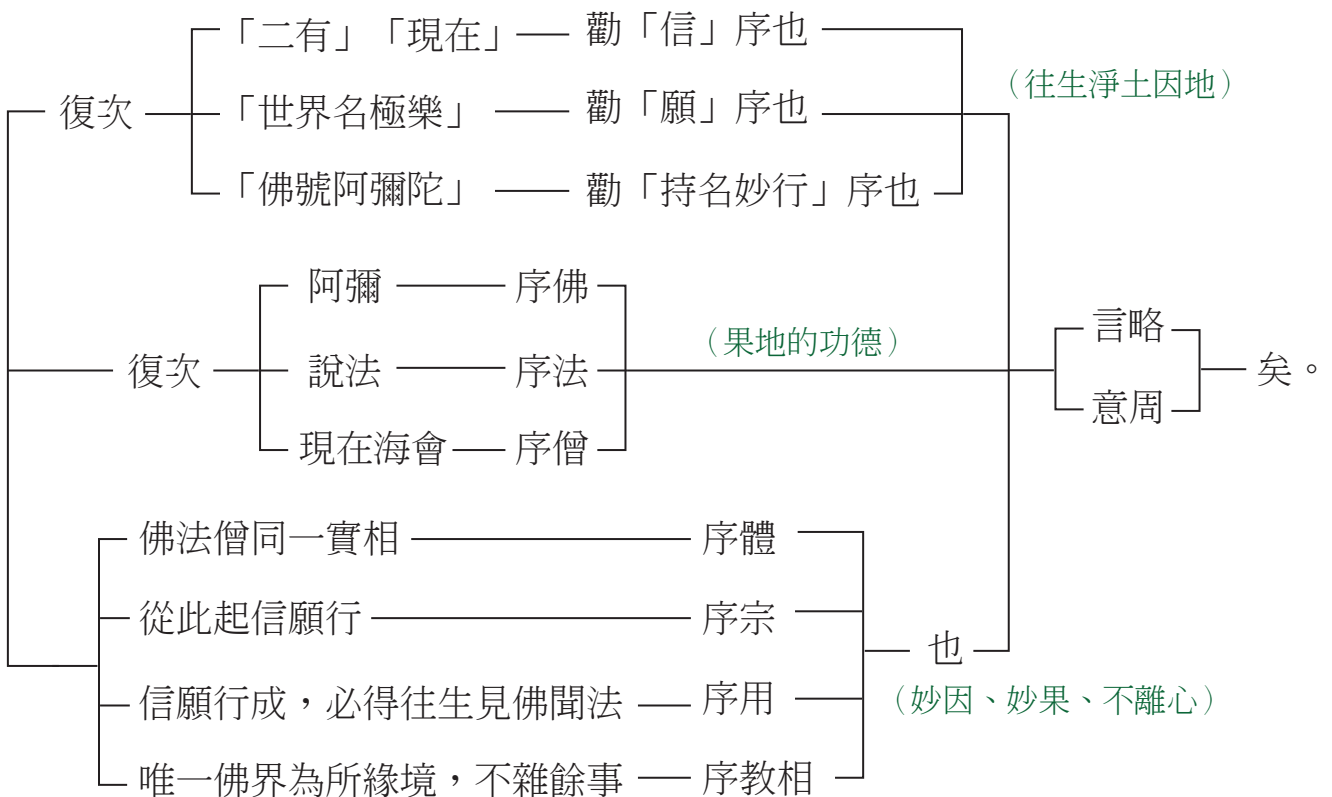 復次
「二有」「現在」
勸「信」序也
「世界名極樂」
勸「願」序也
「佛號阿彌陀」
勸「持名妙行」序也
（往生淨土因地）
復次
阿彌
序佛
說法
序法
現在海會
序僧
（果地的功德）
佛法僧同一實相
序體
從此起信願行
序宗
信願行成，必得往生見佛聞法
序用
唯一佛界為所緣境，不雜餘事
序教相
也
（妙因、妙果、不離心）
言略
意周
矣。